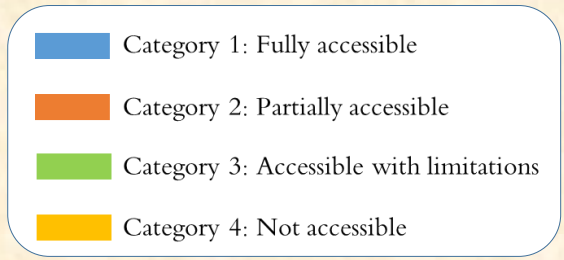 Category 1: Fully accessible
Category 2: Partially accessible
Category 3: Accessible with limitations
Category 4: Not accessible